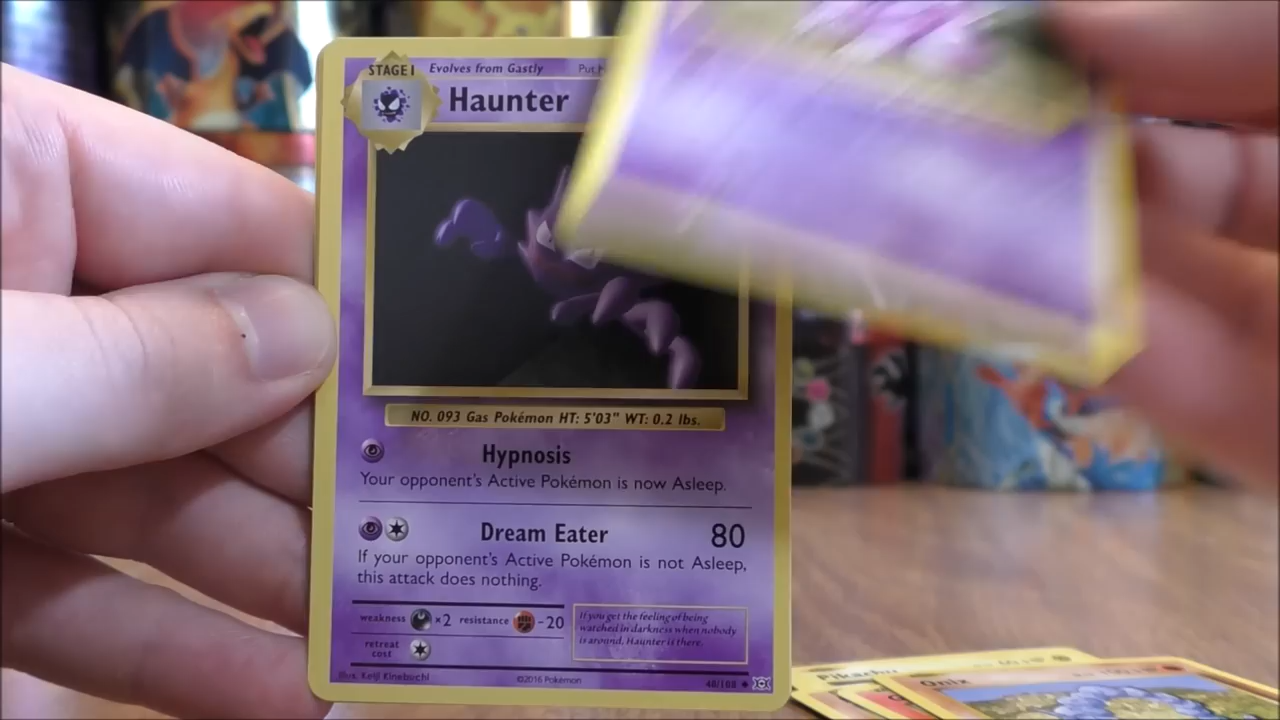 STAGE 1 Evolves from Gastly Put
Haunter
NO. 093 Gas Pokémon HT: 5'03" WT: 0.2 lbs.
Hypnosis
Your opponent's Active Pokémon is now Asleep.
Dream Eater 80
If your opponent's Active Pokémon is not Asleep,
this attack does nothing.
weakness ×2 resistance -20
retreat
cost
If you get the feeling of being
watched in darkness when nobody
is around, Haunter is there.
Illus. Keiji Kinebuchi ©2016 Pokémon 48/108
Pikachu
Onix